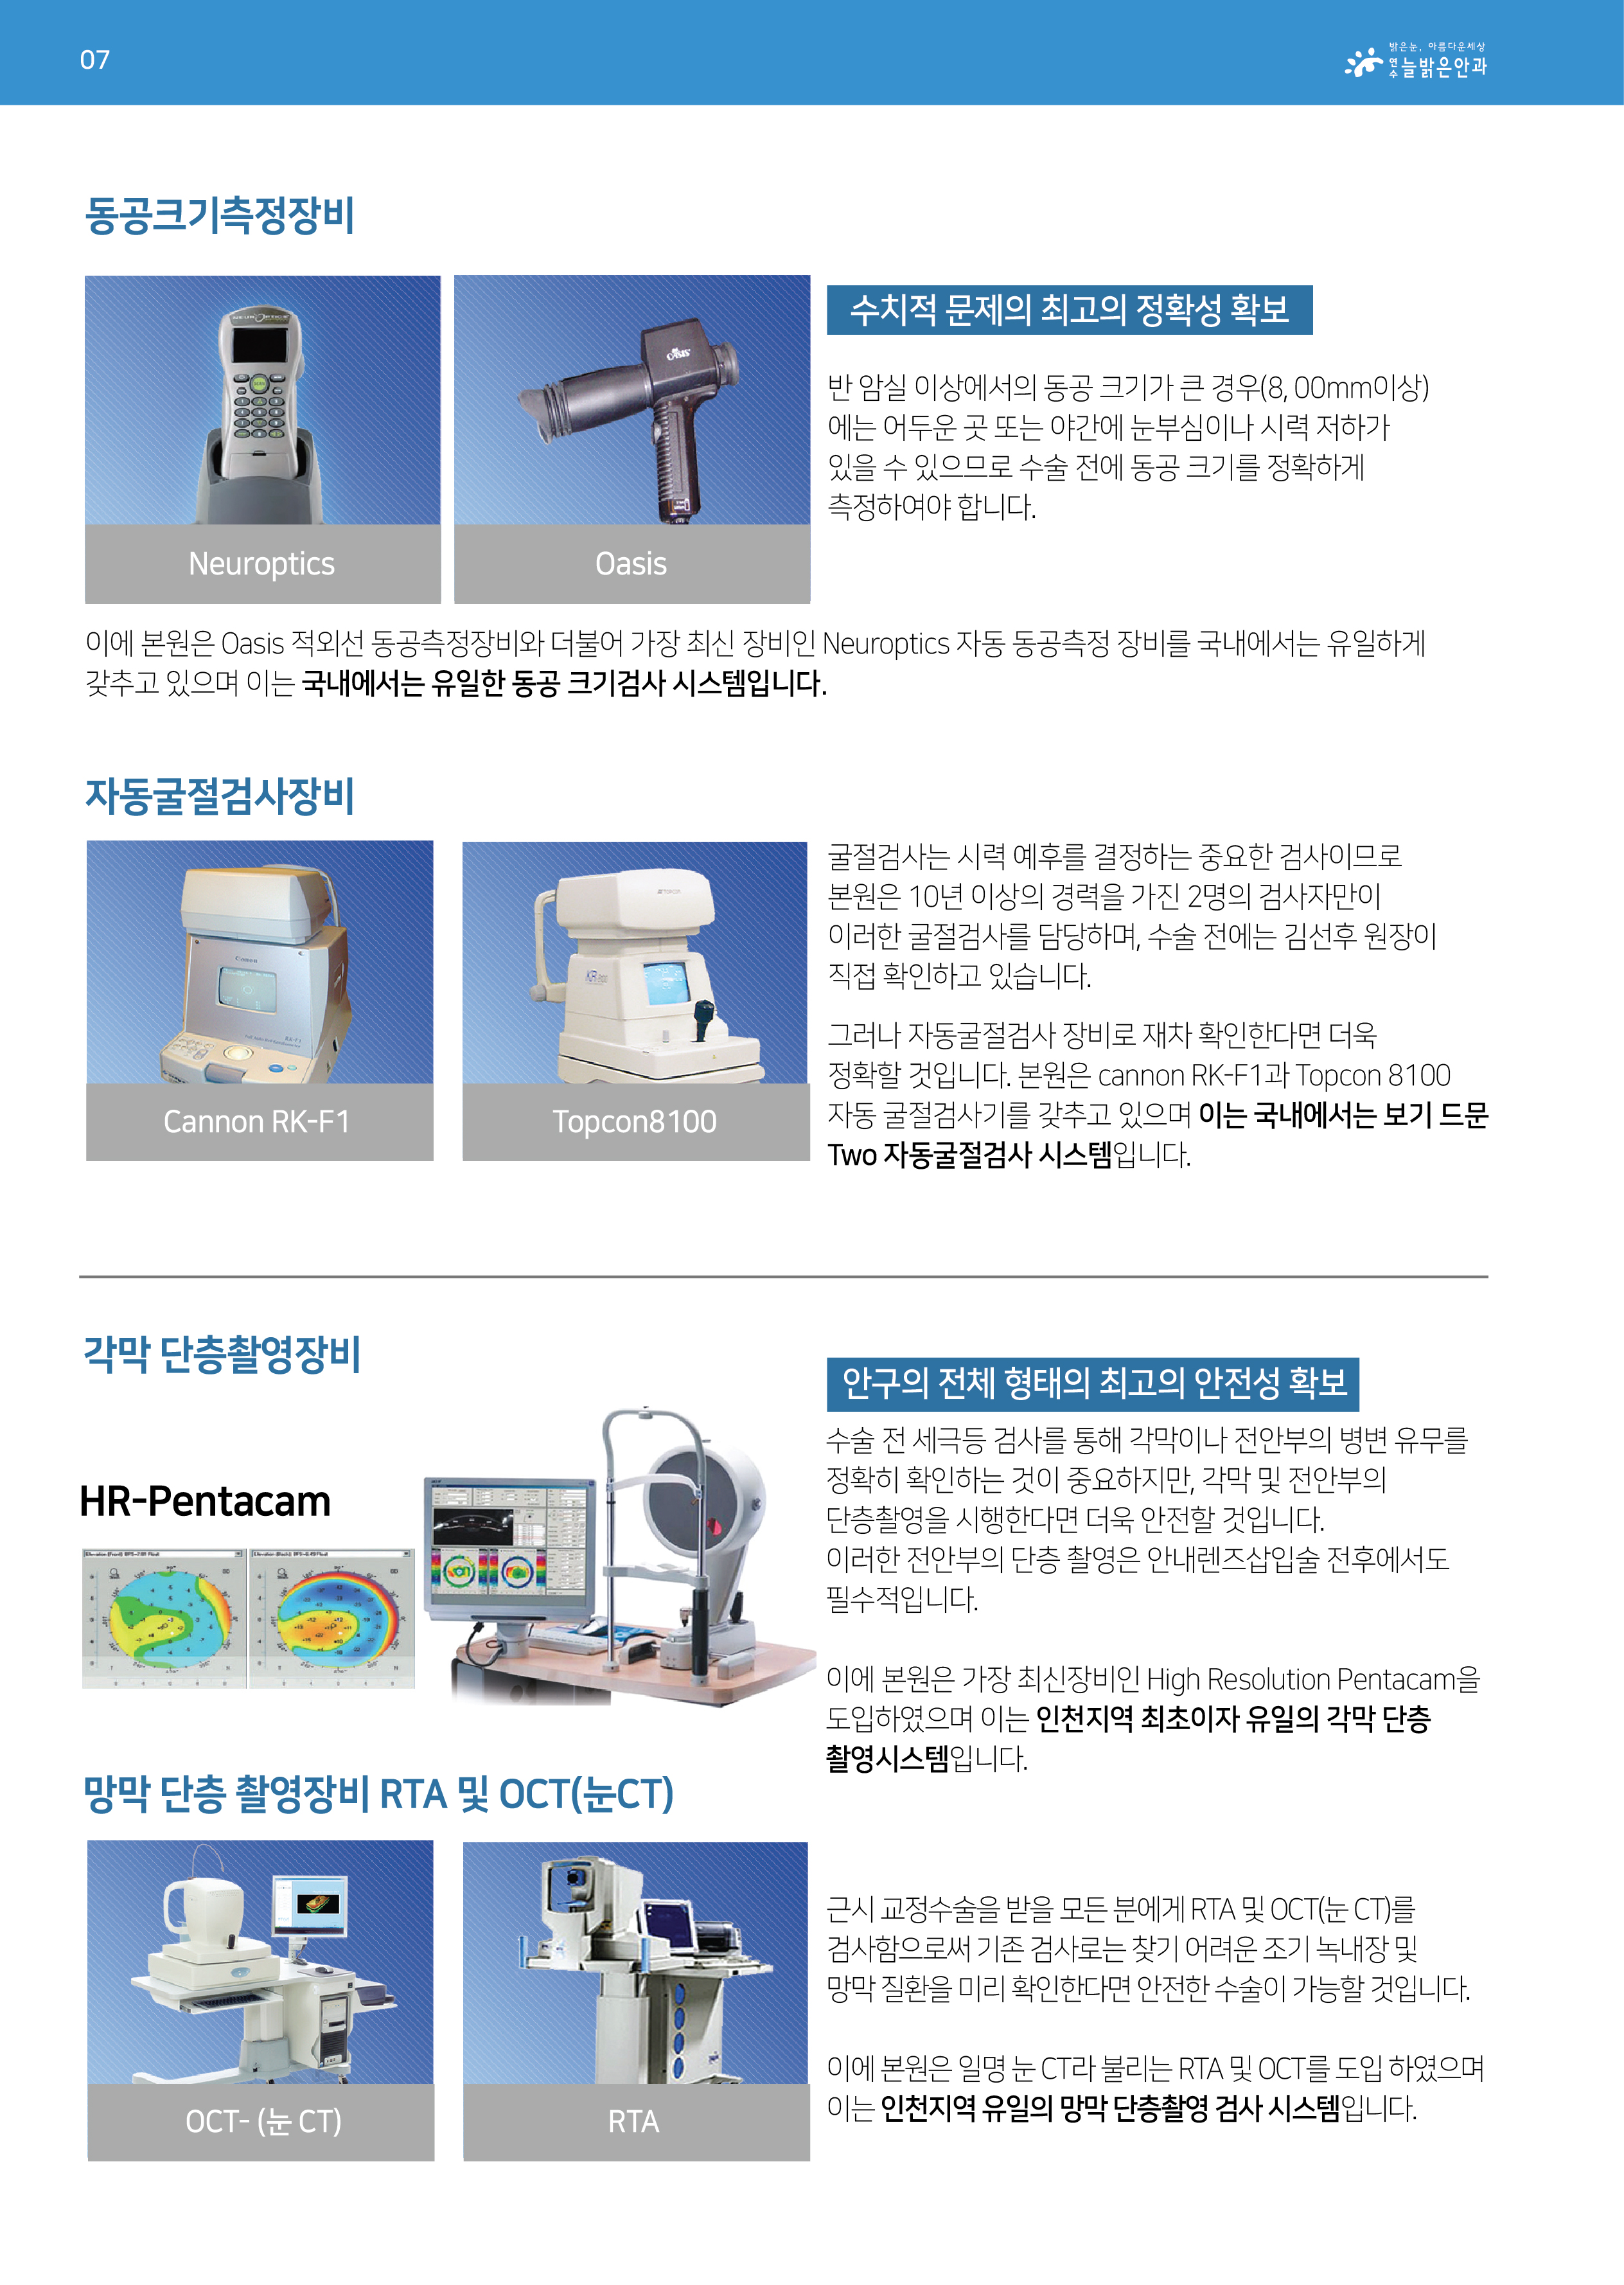 07
밝은눈, 아름다운세상
연수 늘밝은안과
동공크기측정장비
Neuroptics
Oasis
수치적 문제의 최고의 정확성 확보
반 암실 이상에서의 동공 크기가 큰 경우(8, 00mm이상)
에는 어두운 곳 또는 야간에 눈부심이나 시력 저하가
있을 수 있으므로 수술 전에 동공 크기를 정확하게
측정하여야 합니다.
이에 본원은 Oasis 적외선 동공측정장비와 더불어 가장 최신 장비인 Neuroptics 자동 동공측정 장비를 국내에서는 유일하게
갖추고 있으며 이는 국내에서는 유일한 동공 크기검사 시스템입니다.
자동굴절검사장비
Cannon RK-F1
Topcon8100
굴절검사는 시력 예후를 결정하는 중요한 검사이므로
본원은 10년 이상의 경력을 가진 2명의 검사자만이
이러한 굴절검사를 담당하며, 수술 전에는 김선후 원장이
직접 확인하고 있습니다.
그러나 자동굴절검사 장비로 재차 확인한다면 더욱
정확할 것입니다. 본원은 cannon RK-F1과 Topcon 8100
자동 굴절검사기를 갖추고 있으며 이는 국내에서는 보기 드문
Two 자동굴절검사 시스템입니다.
각막 단층촬영장비
HR-Pentacam
안구의 전체 형태의 최고의 안전성 확보
수술 전 세극등 검사를 통해 각막이나 전안부의 병변 유무를
정확히 확인하는 것이 중요하지만, 각막 및 전안부의
단층촬영을 시행한다면 더욱 안전할 것입니다.
이러한 전안부의 단층 촬영은 안내렌즈삽입술 전후에서도
필수적입니다.
이에 본원은 가장 최신장비인 High Resolution Pentacam을
도입하였으며 이는 인천지역 최초이자 유일의 각막 단층
촬영시스템입니다.
망막 단층 촬영장비 RTA 및 OCT(눈CT)
OCT- (눈 CT)
RTA
근시 교정수술을 받을 모든 분에게 RTA 및 OCT(눈 CT)를
검사함으로써 기존 검사로는 찾기 어려운 조기 녹내장 및
망막 질환을 미리 확인한다면 안전한 수술이 가능할 것입니다.
이에 본원은 일명 눈 CT라 불리는 RTA 및 OCT를 도입 하였으며
이는 인천지역 유일의 망막 단층촬영 검사 시스템입니다.